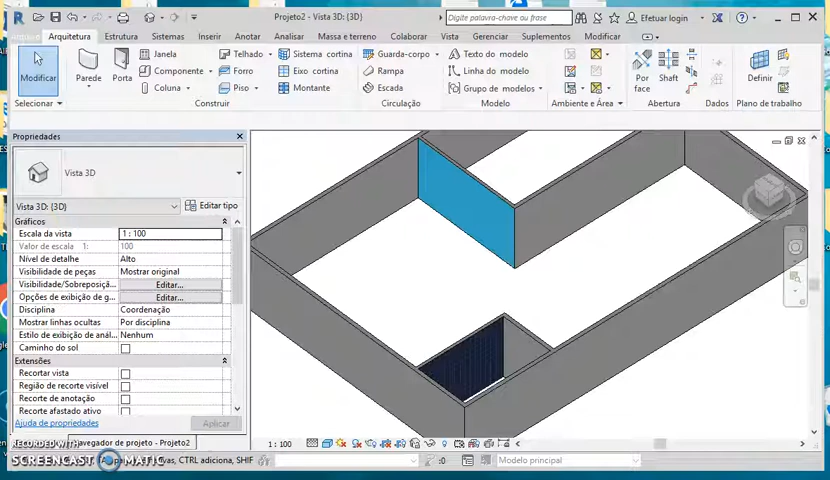 Projeto2 - Vista 3D: {3D}
Digite palavra-chave ou frase
Efetuar login
Arquitetura Estrutura Sistemas Inserir Anotar Analisar Massa e terreno Colaborar Vista Gerenciar Suplementos Modificar
Modificar
Parede
Porta
Janela
Componente
Coluna
Telhado
Forro
Piso
Sistema cortina
Eixo cortina
Montante
Guarda-corpo
Rampa
Escada
Texto do modelo
Linha do modelo
Grupo de modelos
Por face
Shaft
Definir
Selecionar
Construir
Circulação
Modelo
Ambiente e Área
Abertura
Dados
Plano de trabalho
Propriedades
Vista 3D
Vista 3D: {3D}
Editar tipo
Gráficos
Escala da vista 1 : 100
Valor de escala 1: 100
Nível de detalhe Alto
Visibilidade de peças Mostrar original
Visibilidade/Sobreposiçã... Editar...
Opções de exibição de g... Editar...
Disciplina Coordenação
Mostrar linhas ocultas Por disciplina
Estilo de exibição de anál... Nenhum
Caminho do sol
Extensões
Recortar vista
Região de recorte visível
Recorte de anotação
Recorte afastado ativo
Ajuda de propriedades
Aplicar
RECORDED WITH
Navegador de projeto - Projeto2
1 : 100
SCREENCAST MATIC
CTRL adiciona, SHIF
:0
Modelo principal